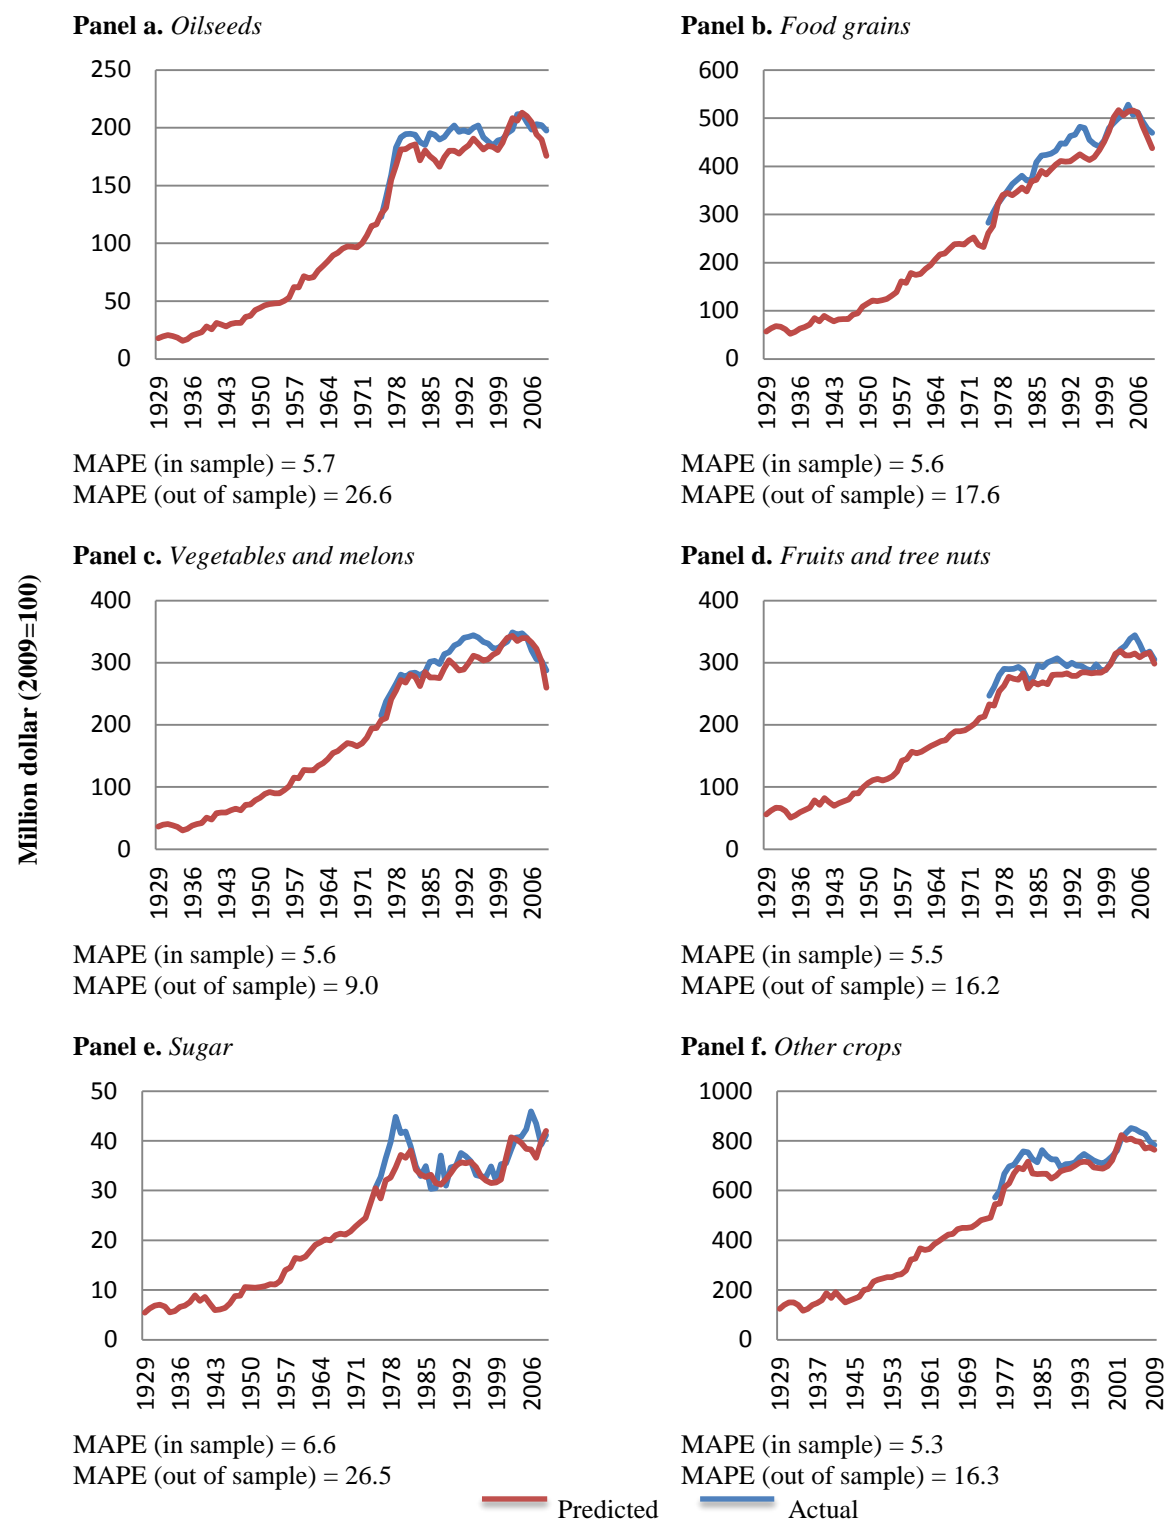 Panel a. Oilseeds
250
200
150
100
50
0
1929 1936 1943 1950 1957 1964 1971 1978 1985 1992 1999 2006
MAPE (in sample) = 5.7
MAPE (out of sample) = 26.6
Panel b. Food grains
600
500
400
300
200
100
0
1929 1936 1943 1950 1957 1964 1971 1978 1985 1992 1999 2006
MAPE (in sample) = 5.6
MAPE (out of sample) = 17.6
Million dollar (2009=100)
Panel c. Vegetables and melons
400
300
200
100
0
1929 1936 1943 1950 1957 1964 1971 1978 1985 1992 1999 2006
MAPE (in sample) = 5.6
MAPE (out of sample) = 9.0
Panel d. Fruits and tree nuts
400
300
200
100
0
1929 1936 1943 1950 1957 1964 1971 1978 1985 1992 1999 2006
MAPE (in sample) = 5.5
MAPE (out of sample) = 16.2
Panel e. Sugar
50
40
30
20
10
0
1929 1936 1943 1950 1957 1964 1971 1978 1985 1992 1999 2006
MAPE (in sample) = 6.6
MAPE (out of sample) = 26.5
Panel f. Other crops
1000
800
600
400
200
0
1929 1937 1945 1953 1961 1969 1977 1985 1993 2001 2009
MAPE (in sample) = 5.3
MAPE (out of sample) = 16.3
Predicted Actual